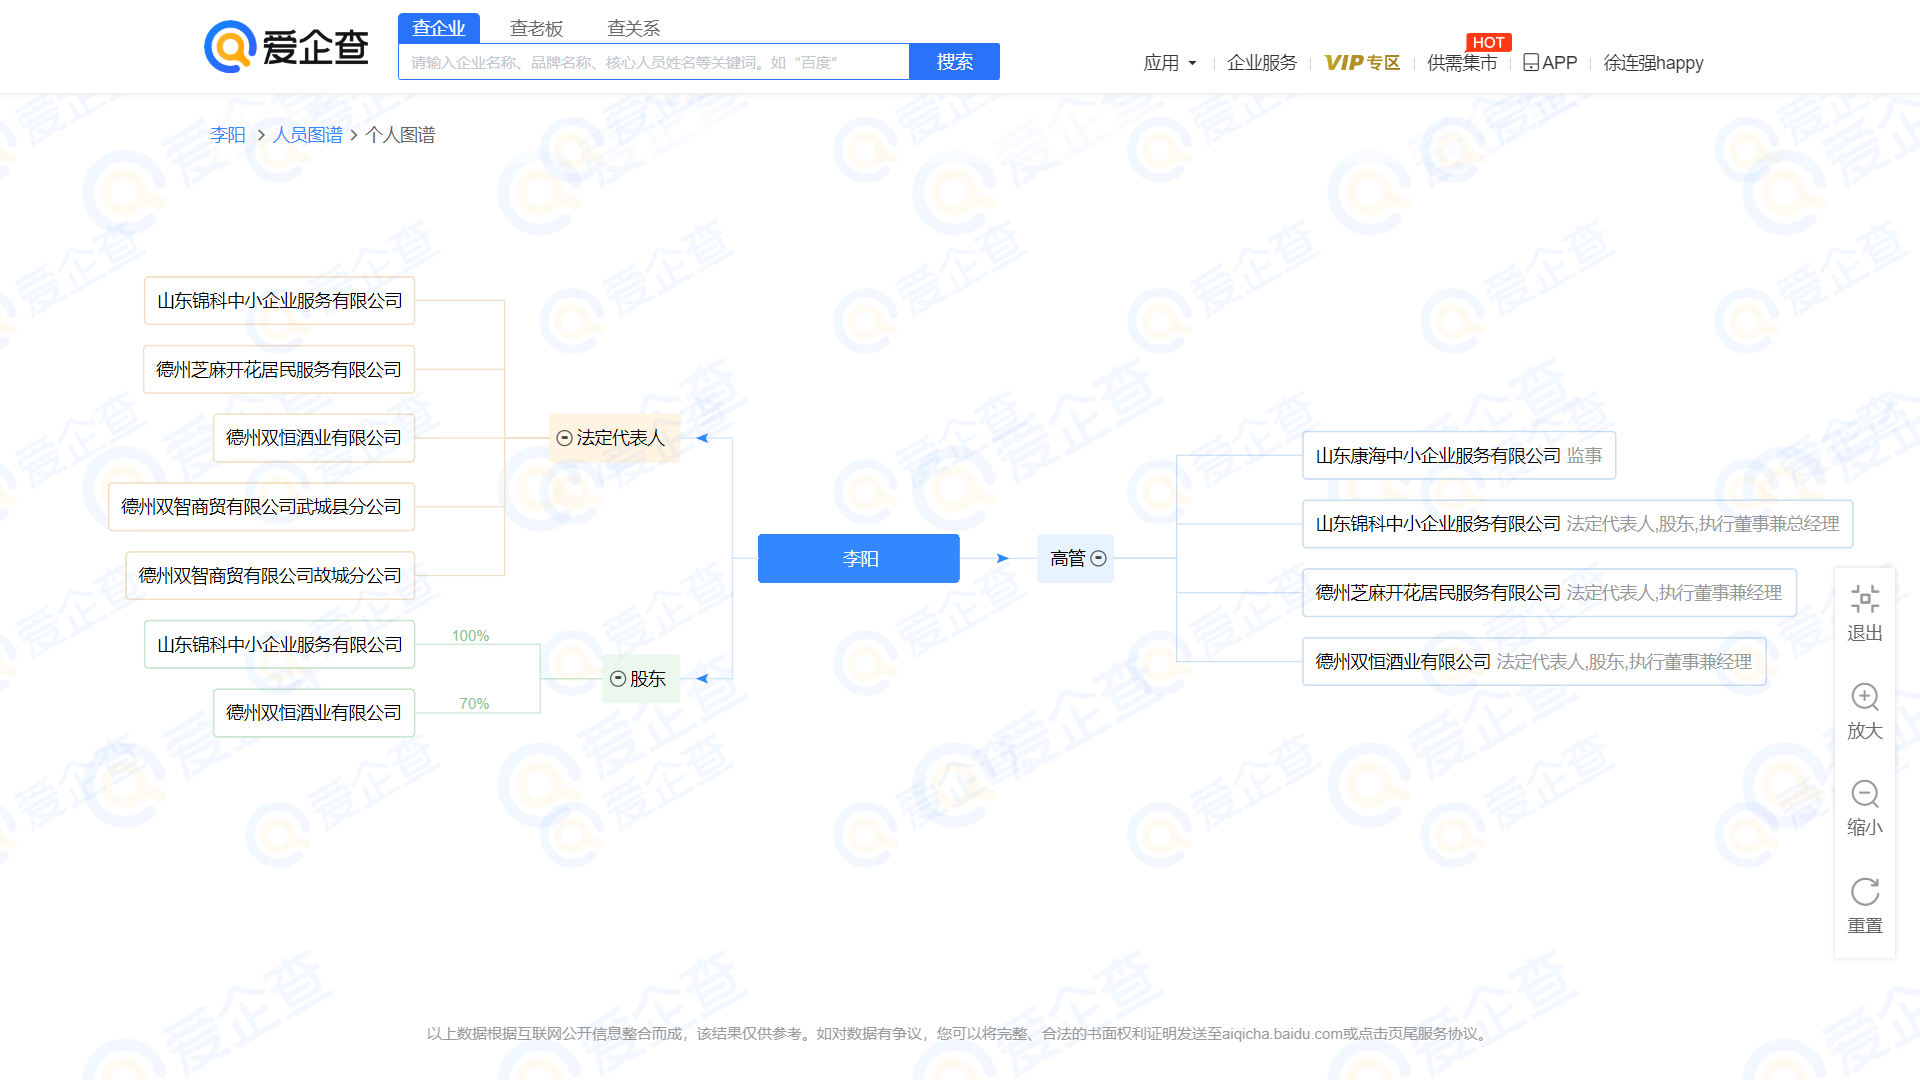 爱企查
查企业 查老板 查关系
请输入企业名称、品牌名称、核心人员姓名等关键词。如“百度” 搜索
应用 企业服务 VIP专区 供需集市 HOT APP 徐连强happy
李阳 > 人员图谱 > 个人图谱
山东锦科中小企业服务有限公司
德州芝麻开花居民服务有限公司
德州双恒酒业有限公司
德州双智商贸有限公司武城县分公司
德州双智商贸有限公司故城分公司
法定代表人
山东锦科中小企业服务有限公司 100%
德州双恒酒业有限公司 70%
股东
李阳
高管
山东康海中小企业服务有限公司 监事
山东锦科中小企业服务有限公司 法定代表人,股东,执行董事兼总经理
德州芝麻开花居民服务有限公司 法定代表人,执行董事兼经理
德州双恒酒业有限公司 法定代表人,股东,执行董事兼经理
退出
放大
缩小
重置
以上数据根据互联网公开信息整合而成，该结果仅供参考。如对数据有争议，您可以将完整、合法的书面权利证明发送至aiqicha.baidu.com或点击页尾服务协议。